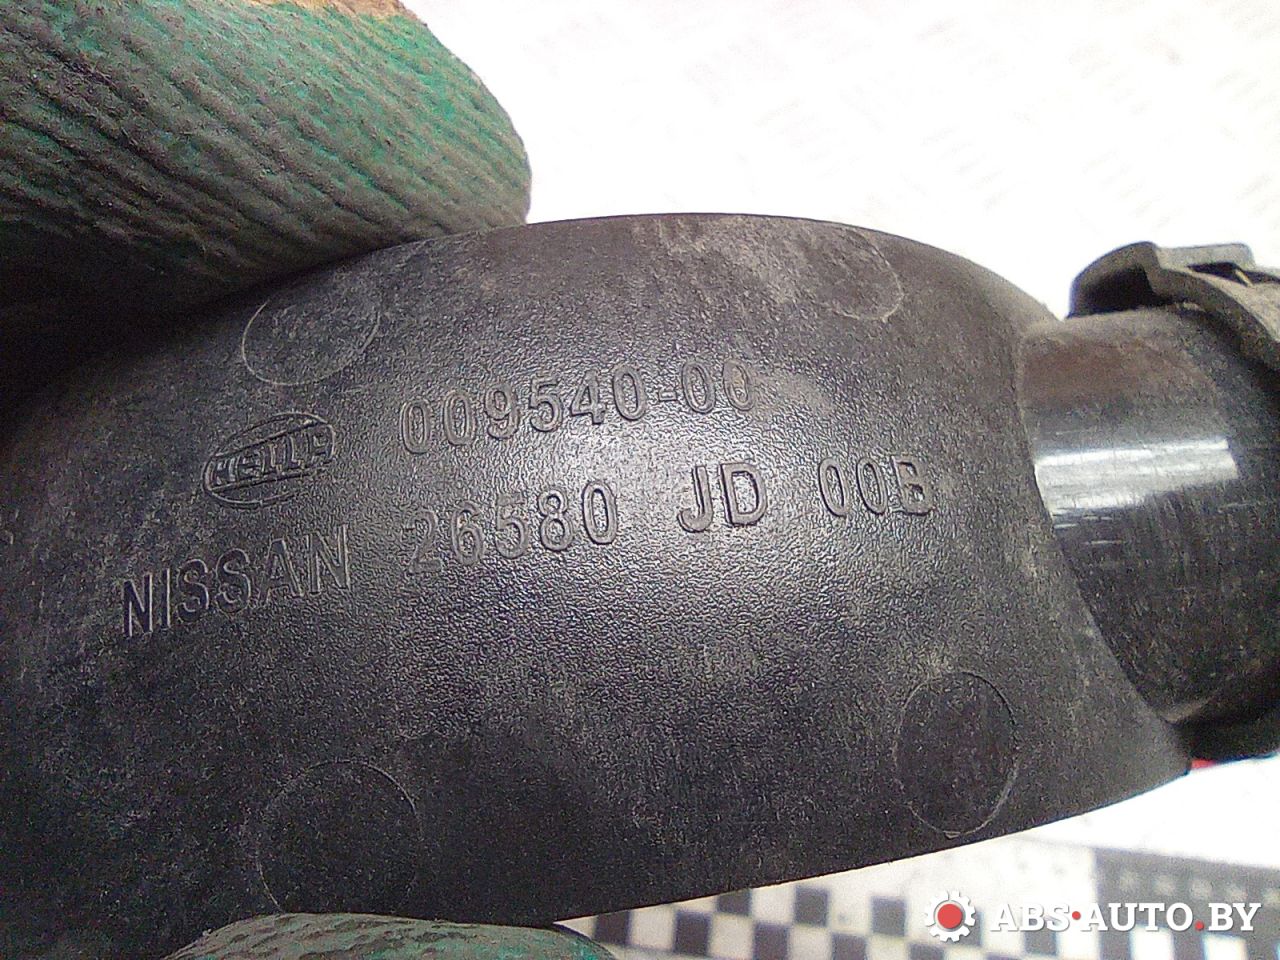 HELLA 009540-00
NISSAN 26580 JD 00B
ABS-AUTO.BY